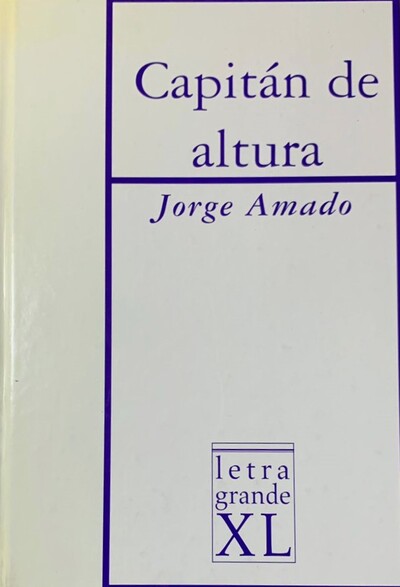 Capitán de
altura
Jorge Amado
letra
grande
XL